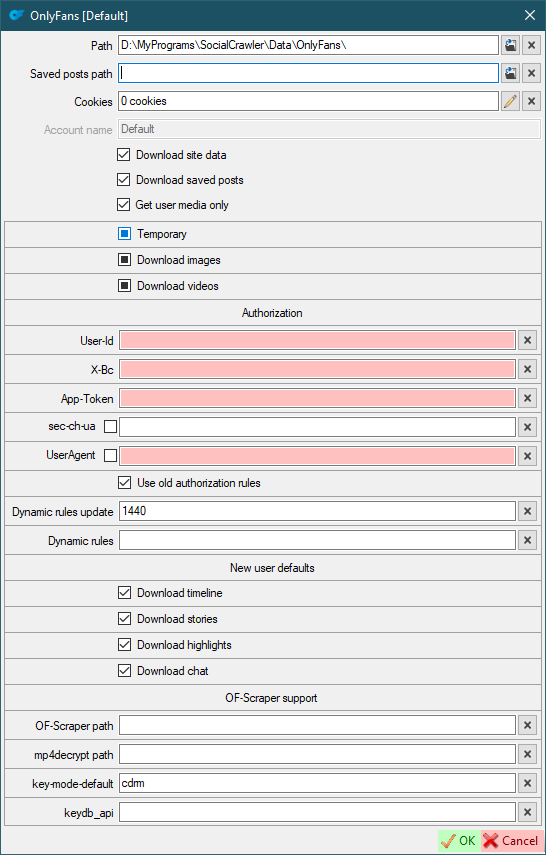 OnlyFans [Default]
Path D:\MyPrograms\SocialCrawler\Data\OnlyFans\
Saved posts path
Cookies 0 cookies
Account name Default
Download site data
Download saved posts
Get user media only
Temporary
Download images
Download videos
Authorization
User-Id
X-Bc
App-Token
sec-ch-ua
UserAgent
Use old authorization rules
Dynamic rules update 1440
Dynamic rules
New user defaults
Download timeline
Download stories
Download highlights
Download chat
OF-Scraper support
OF-Scraper path
mp4decrypt path
key-mode-default cdrm
keydb_api
OK Cancel